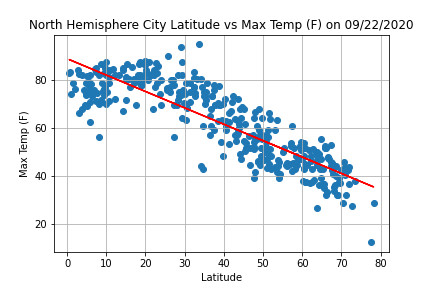 North Hemisphere City Latitude vs Max Temp (F) on 09/22/2020
Max Temp (F)
80
60
40
20
0 10 20 30 40 50 60 70 80
Latitude